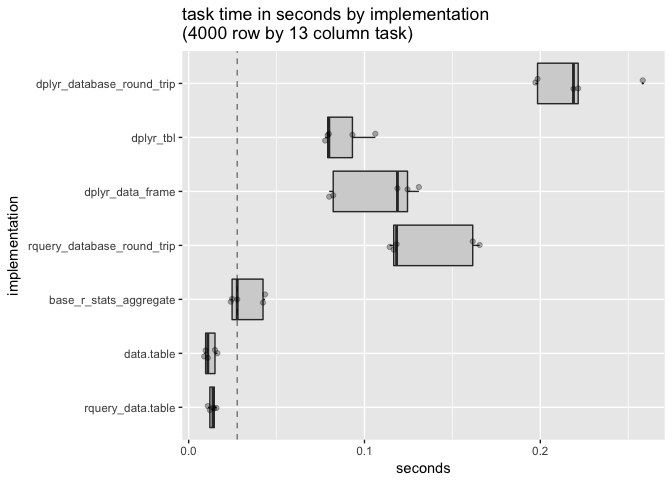 task time in seconds by implementation
(4000 row by 13 column task)
dplyr_database_round_trip
dplyr_tbl
dplyr_data_frame
rquery_database_round_trip
base_r_stats_aggregate
data.table
rquery_data.table
implementation
0.0
0.1
0.2
seconds